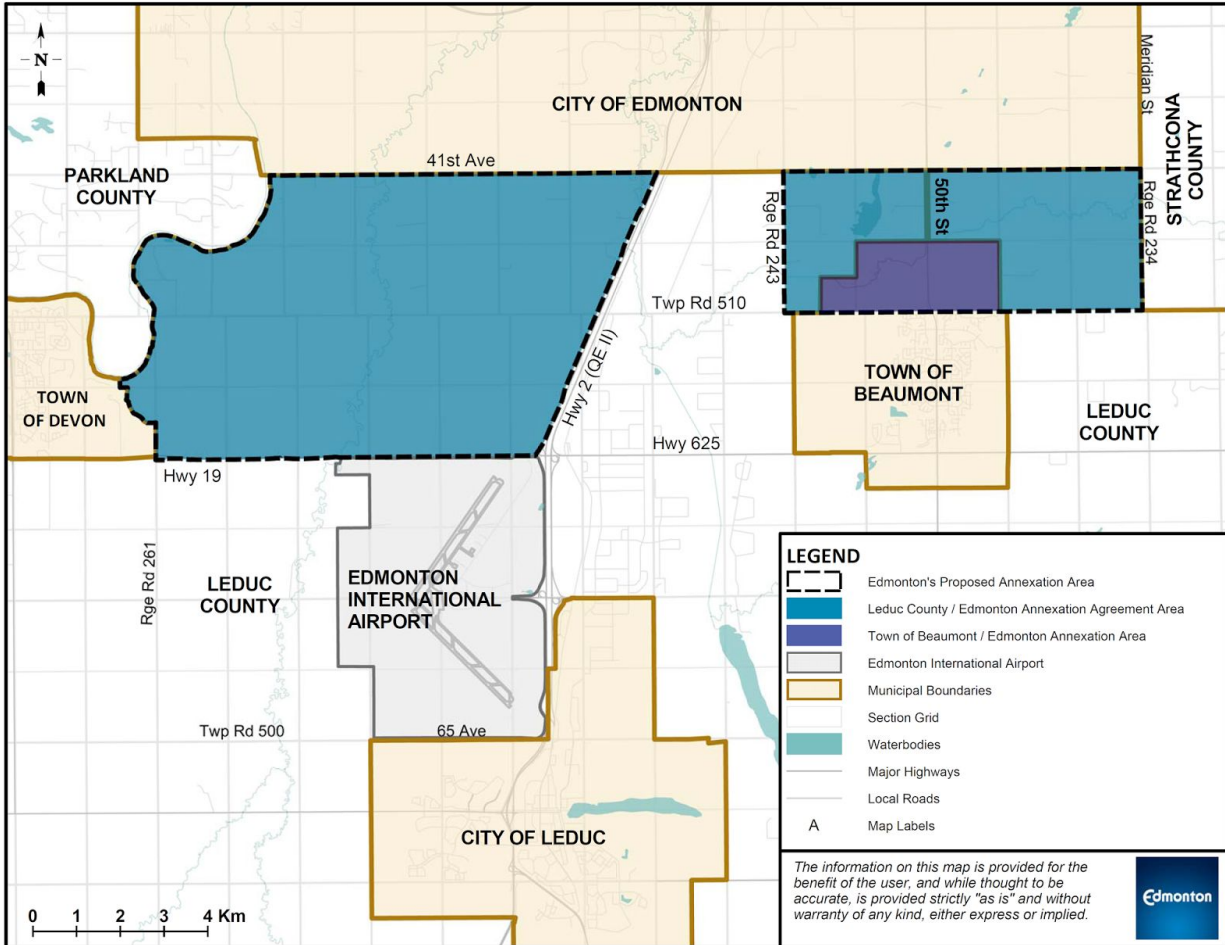 N
CITY OF EDMONTON
Meridian St
STRATHCONA
COUNTY
PARKLAND
COUNTY
41st Ave
Rge Rd 243
50th St
Rge Rd 234
Twp Rd 510
Hwy 2 (QE II)
TOWN
OF DEVON
TOWN OF
BEAUMONT
LEDUC
COUNTY
Hwy 625
Hwy 19
Rge Rd 261
LEDUC
COUNTY
EDMONTON
INTERNATIONAL
AIRPORT
Twp Rd 500
65 Ave
CITY OF LEDUC
0 1 2 3 4 Km
LEGEND
Edmonton's Proposed Annexation Area
Leduc County / Edmonton Annexation Agreement Area
Town of Beaumont / Edmonton Annexation Area
Edmonton International Airport
Municipal Boundaries
Section Grid
Waterbodies
Major Highways
Local Roads
A Map Labels
The information on this map is provided for the
benefit of the user, and while thought to be
accurate, is provided strictly "as is" and without
warranty of any kind, either express or implied.
Edmonton